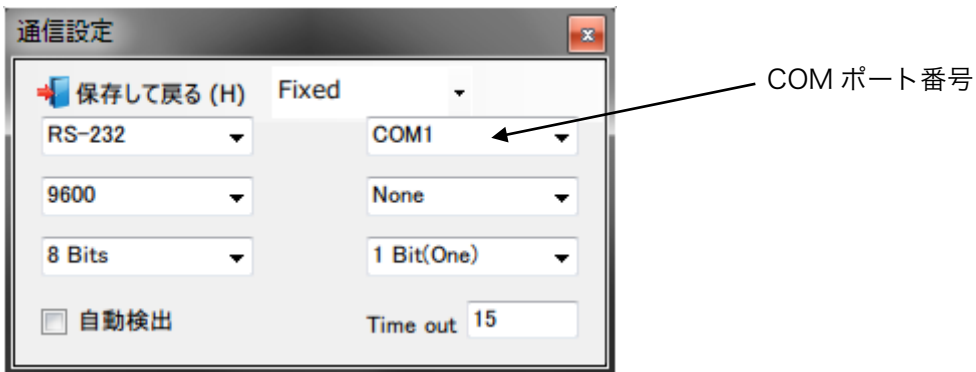 通信設定
保存して戻る (H) Fixed
COM ポート番号
RS-232 COM1
9600 None
8 Bits 1 Bit(One)
自動検出 Time out 15